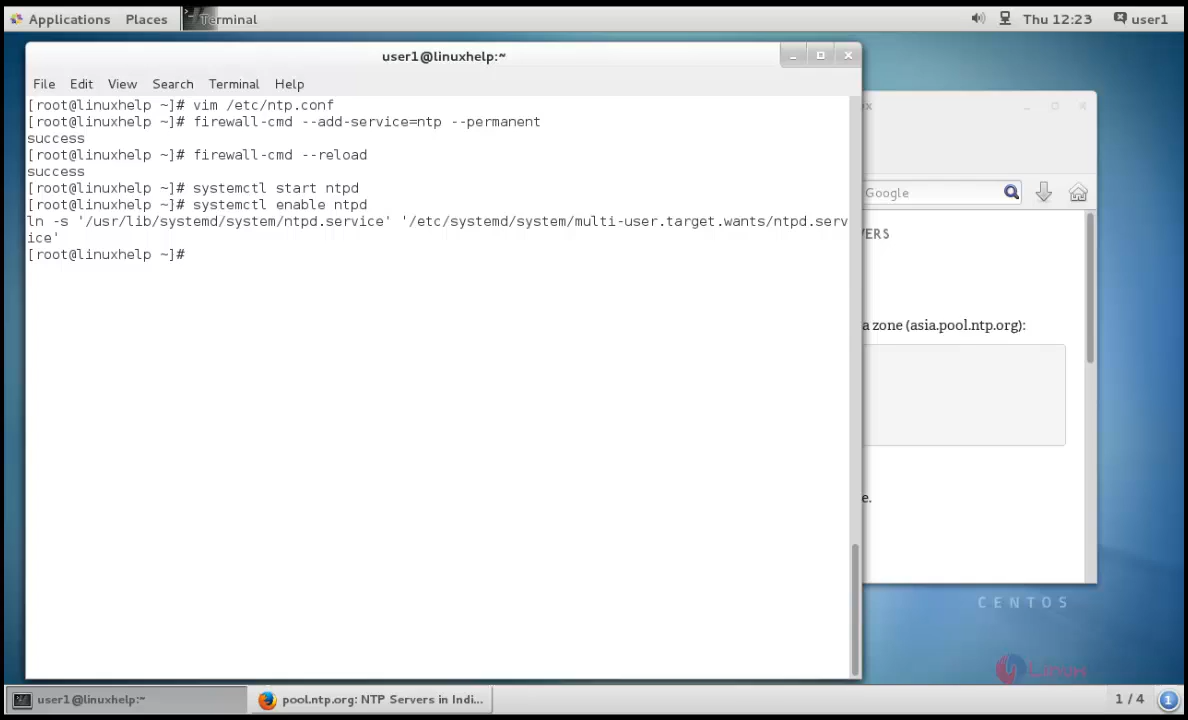 Applications Places Terminal Thu 12:23 user1
user1@linuxhelp:~
File Edit View Search Terminal Help
[root@linuxhelp ~]# vim /etc/ntp.conf
[root@linuxhelp ~]# firewall-cmd --add-service=ntp --permanent
success
[root@linuxhelp ~]# firewall-cmd --reload
success
[root@linuxhelp ~]# systemctl start ntpd
[root@linuxhelp ~]# systemctl enable ntpd
ln -s '/usr/lib/systemd/system/ntpd.service' '/etc/systemd/system/multi-user.target.wants/ntpd.serv
ice'
[root@linuxhelp ~]#
Google
VERS
a zone (asia.pool.ntp.org):
e.
CENTOS
user1@linuxhelp:~ pool.ntp.org: NTP Servers in Indi... 1 / 4 1